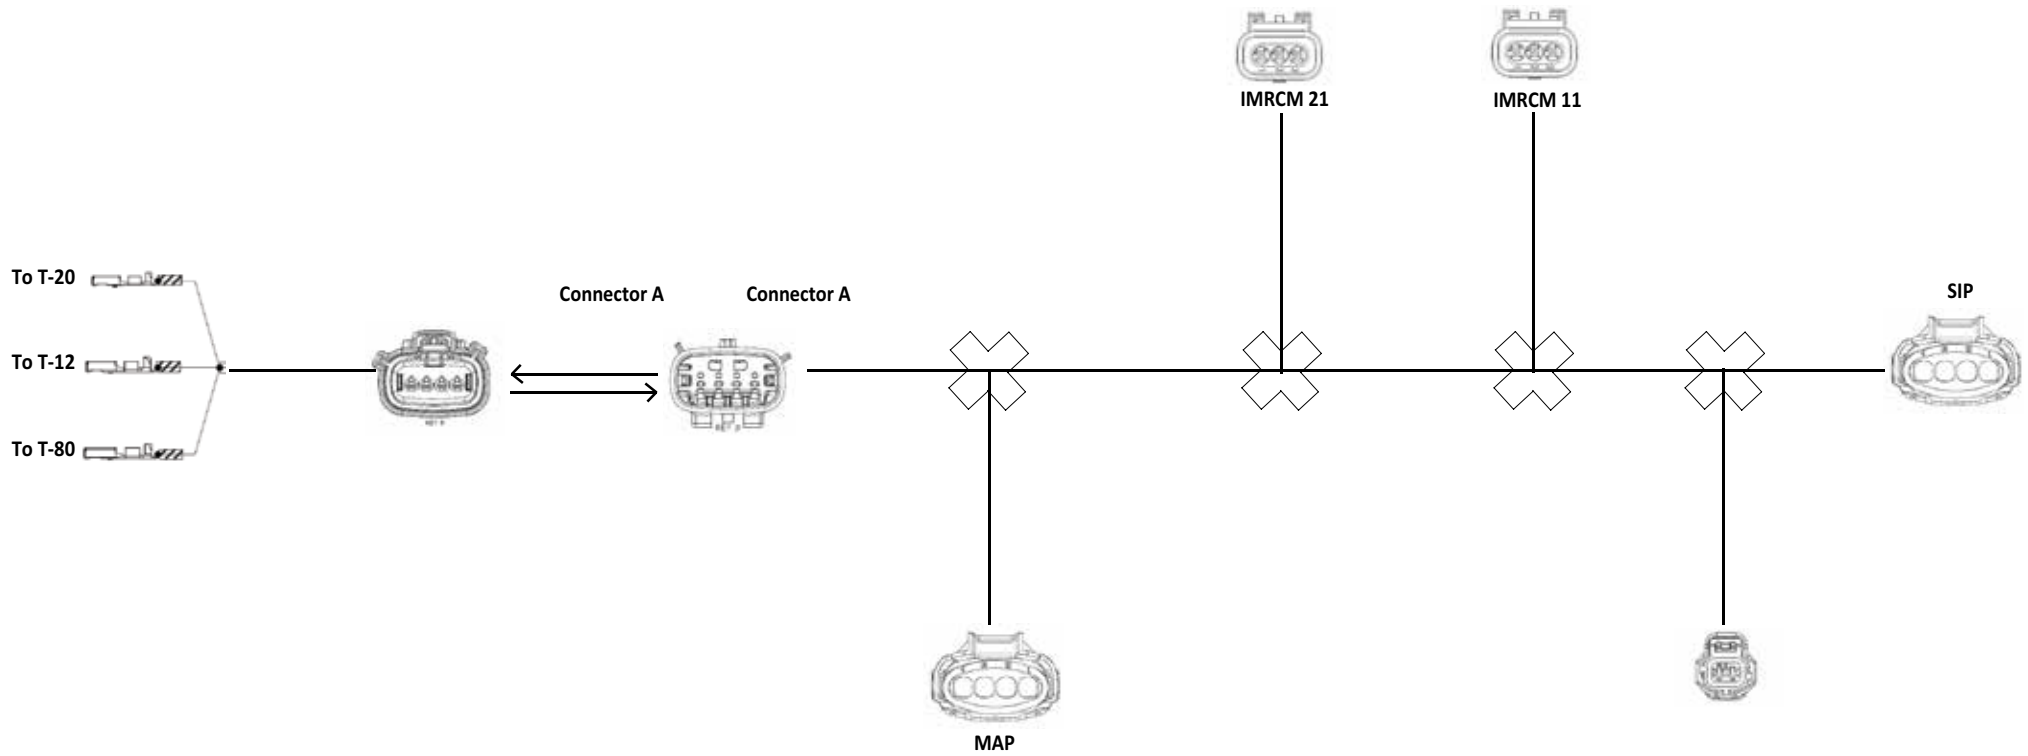 IMRCM 21
IMRCM 11
To T-20
Connector A
Connector A
SIP
To T-12
To T-80
MAP